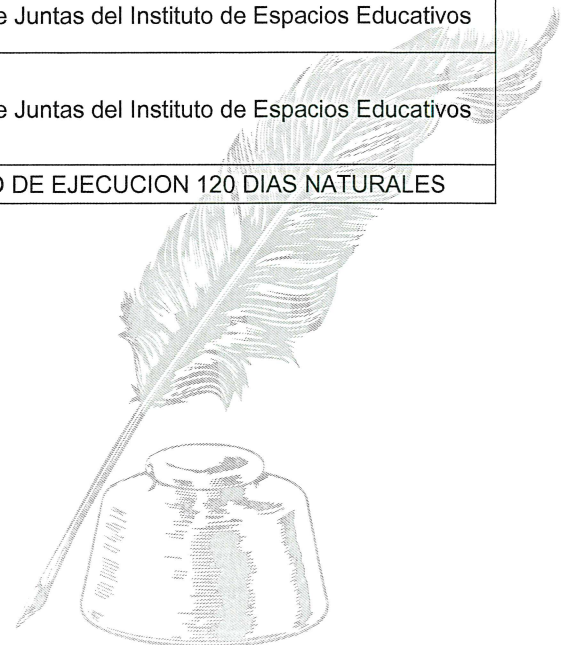 e Juntas del Instituto de Espacios Educativos
e Juntas del Instituto de Espacios Educativos
O DE EJECUCION 120 DIAS NATURALES